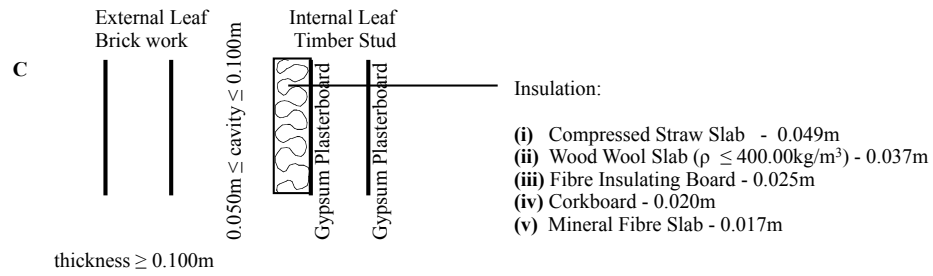 External Leaf
Brick work
Internal Leaf
Timber Stud
C
0.050m ≤ cavity ≤ 0.100m
Gypsum Plasterboard
Gypsum Plasterboard
Insulation:
(i) Compressed Straw Slab - 0.049m
(ii) Wood Wool Slab (ρ ≤ 400.00kg/m³) - 0.037m
(iii) Fibre Insulating Board - 0.025m
(iv) Corkboard - 0.020m
(v) Mineral Fibre Slab - 0.017m
thickness ≥ 0.100m